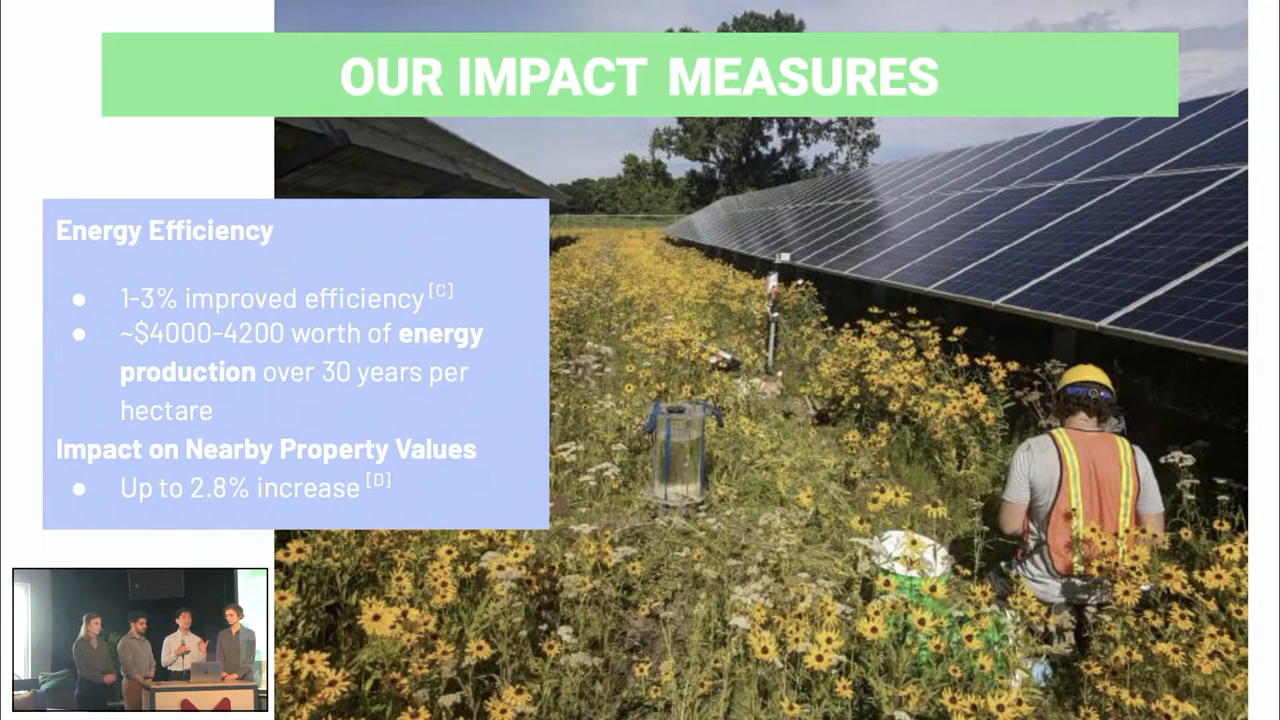 OUR IMPACT MEASURES
Energy Efficiency
● 1-3% improved efficiency [C]
● ~$4000-4200 worth of energy
production over 30 years per
hectare
Impact on Nearby Property Values
● Up to 2.8% increase [D]